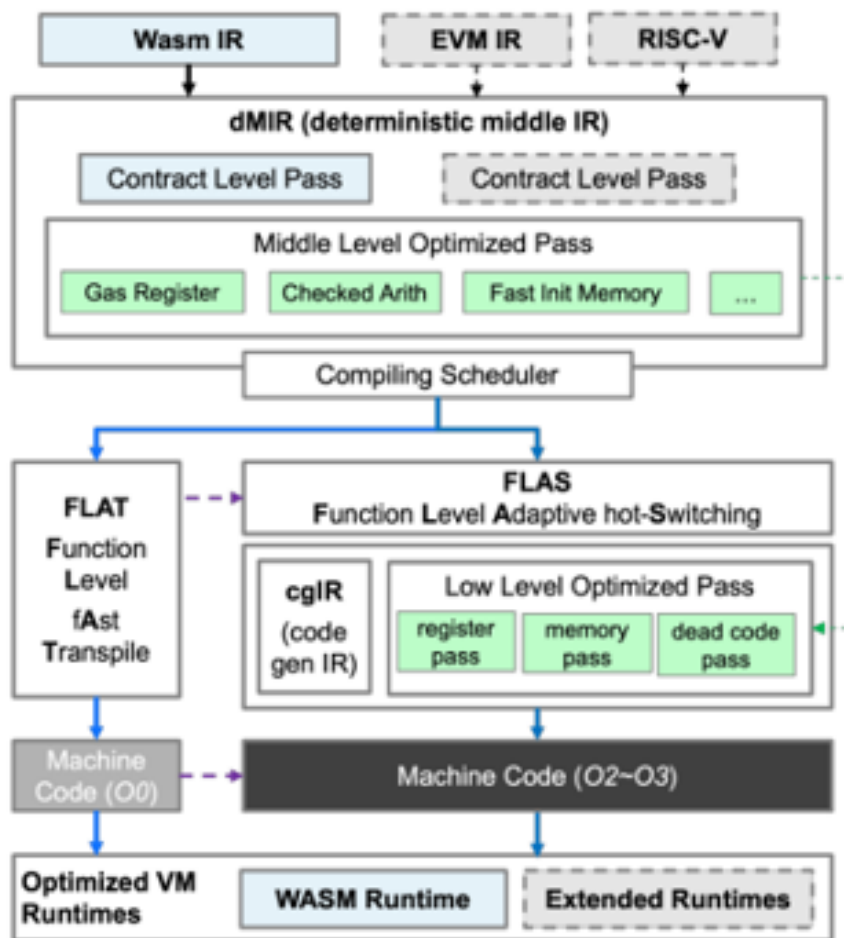 Wasm IR
EVM IR
RISC-V
dMIR (deterministic middle IR)
Contract Level Pass
Contract Level Pass
Middle Level Optimized Pass
Gas Register
Checked Arith
Fast Init Memory
...
Compiling Scheduler
FLAT
Function
Level
fAst
Transpile
FLAS
Function Level Adaptive hot-Switching
cgIR
(code
gen IR)
Low Level Optimized Pass
register
pass
memory
pass
dead code
pass
Machine
Code (O0)
Machine Code (O2~O3)
Optimized VM
Runtimes
WASM Runtime
Extended Runtimes